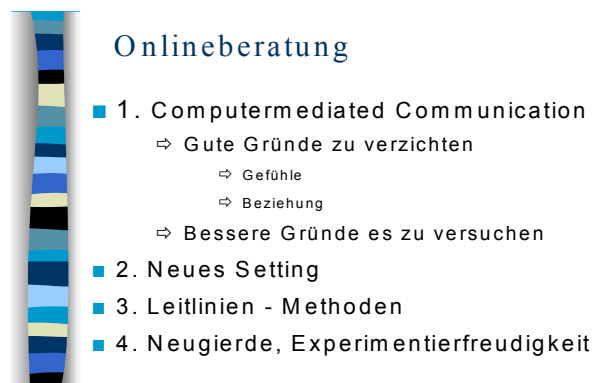 Onlineberatung
1. Computermediated Communication
⇨ Gute Gründe zu verzichten
⇨ Gefühle
⇨ Beziehung
⇨ Bessere Gründe es zu versuchen
2. Neues Setting
3. Leitlinien - Methoden
4. Neugierde, Experimentierfreudigkeit